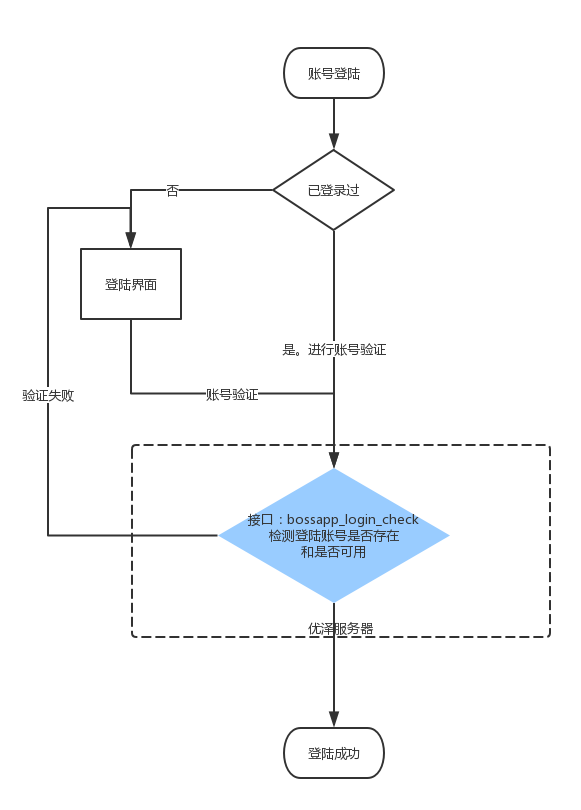 账号登陆
已登录过
否
登陆界面
是。进行账号验证
验证失败
账号验证
接口：bossapp_login_check
检测登陆账号是否存在
和是否可用
优泽服务器
登陆成功